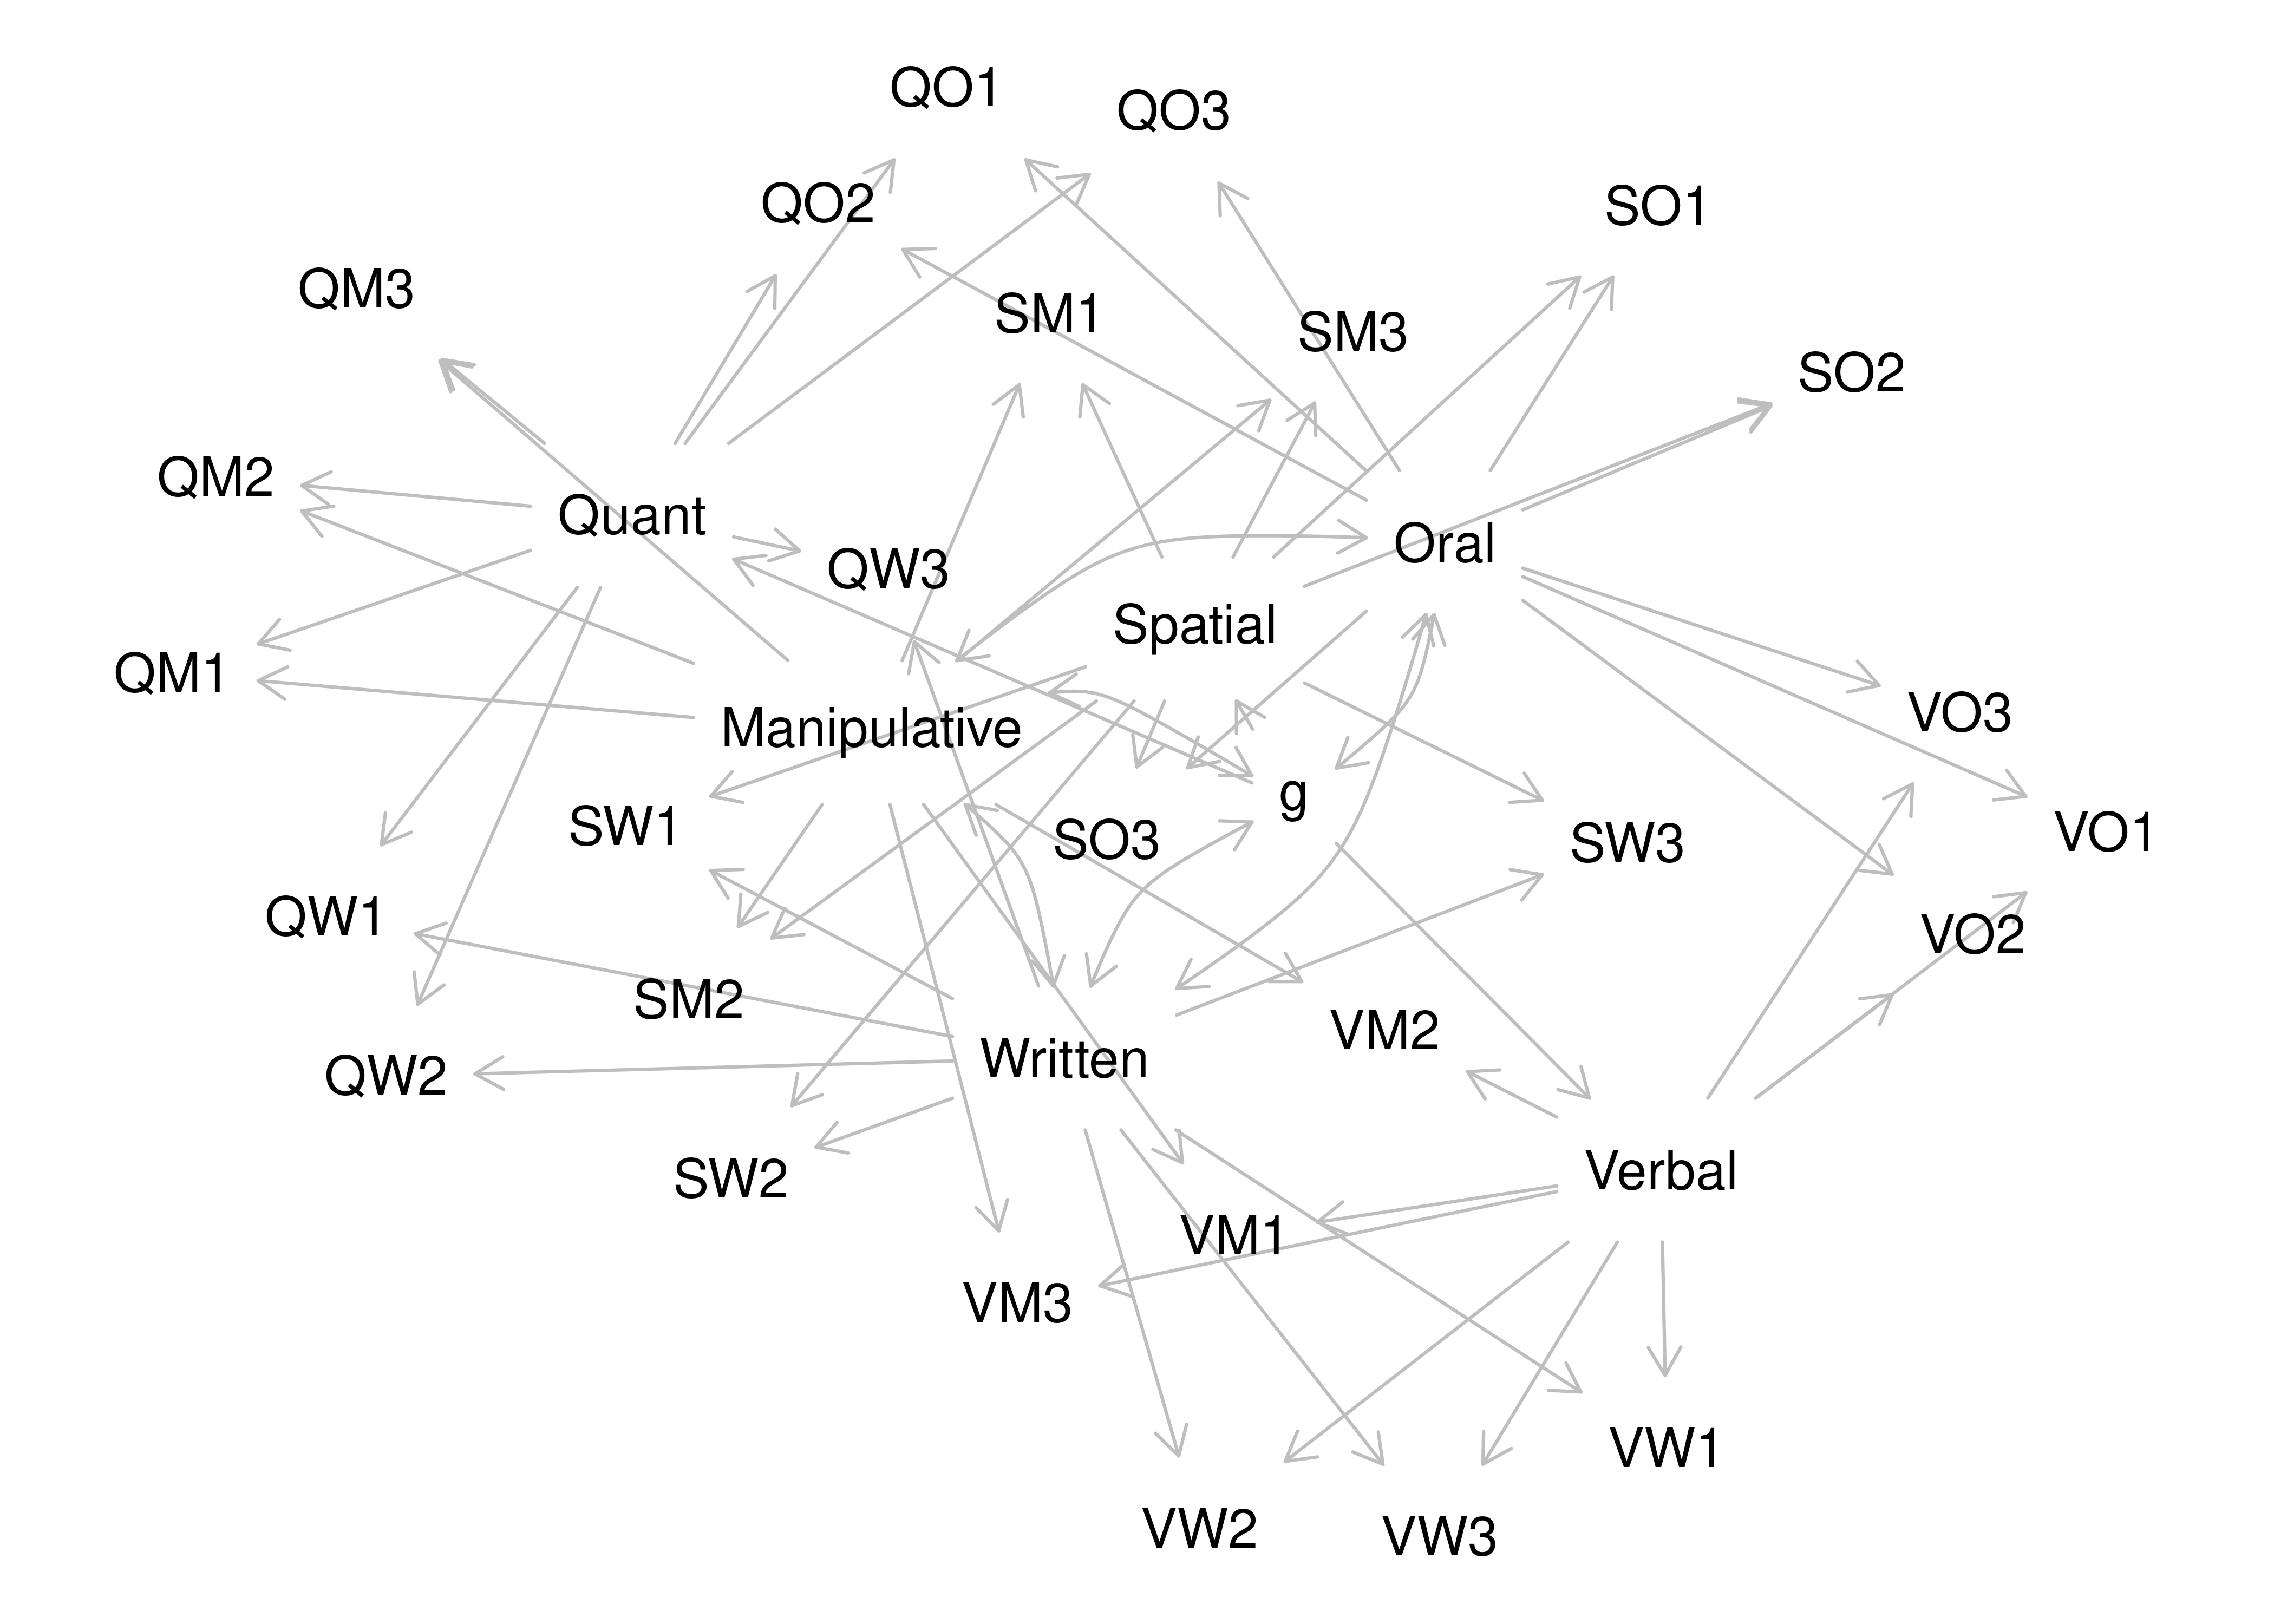 QO1
QO3
QO2
SO1
QM3
SM1
SM3
SO2
QM2
Quant
Oral
QW3
Spatial
QM1
VO3
Manipulative
g
SW1
SO3
SW3
VO1
QW1
VO2
SM2
VM2
Written
QW2
SW2
Verbal
VM1
VM3
VW1
VW2
VW3